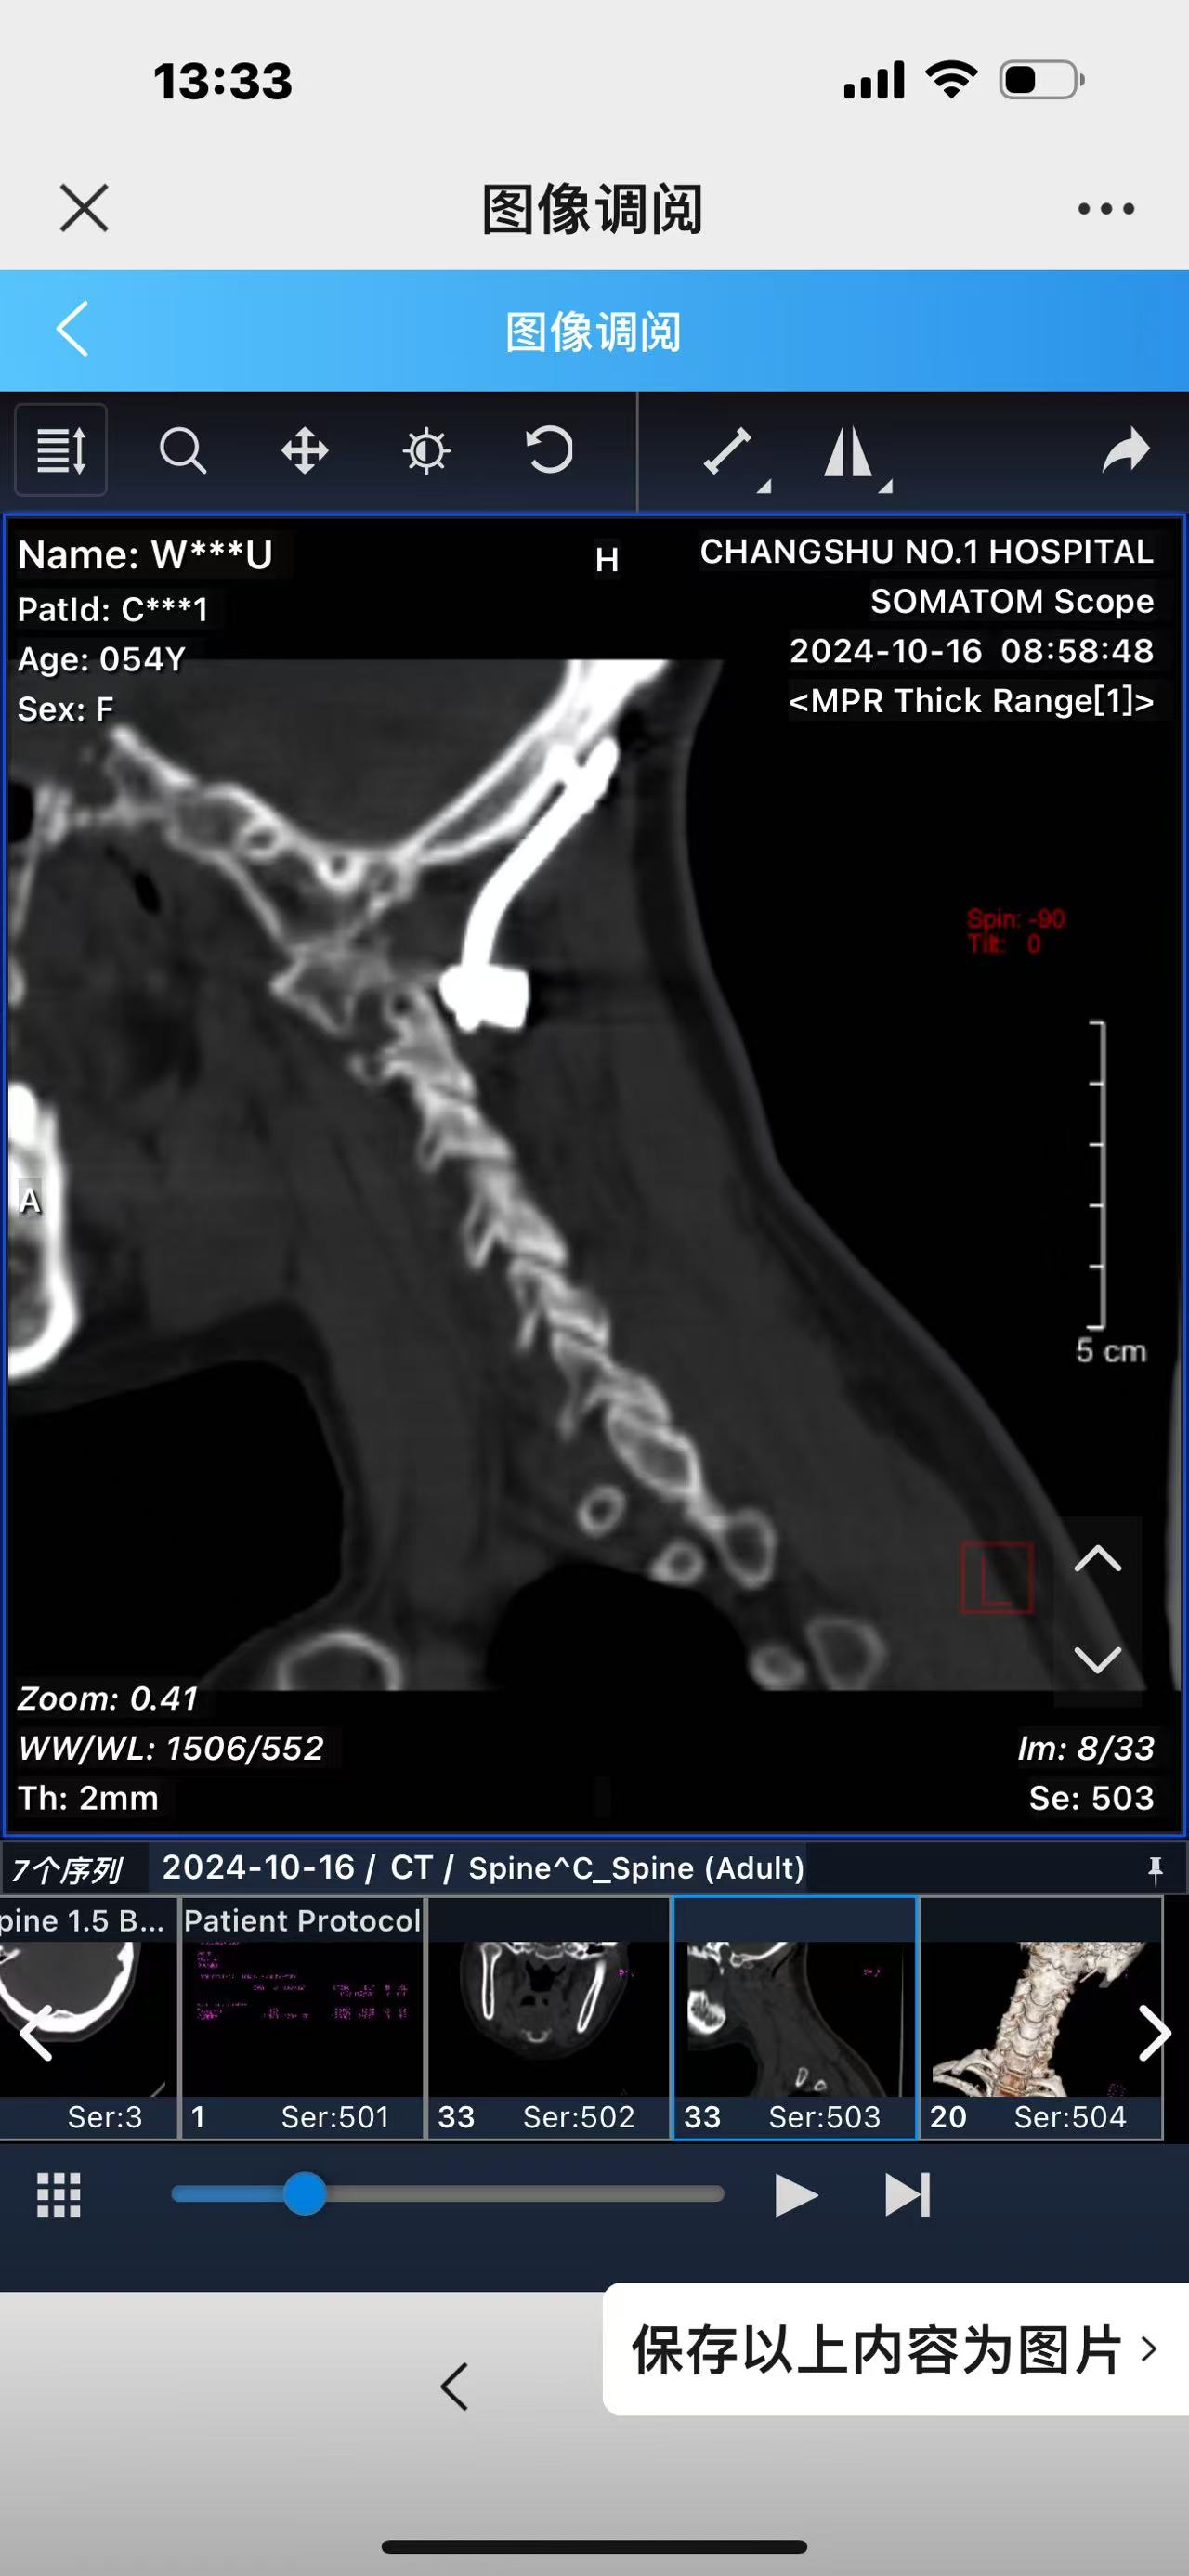 13:33
图像调阅
图像调阅
Name: W***U
H
CHANGSHU NO.1 HOSPITAL
PatId: C***1
SOMATOM Scope
Age: 054Y
2024-10-16 08:58:48
Sex: F
<MPR Thick Range[1]>
Spin: -90
Tilt: 0
A
5 cm
L
Zoom: 0.41
WW/WL: 1506/552
Im: 8/33
Th: 2mm
Se: 503
7个序列
2024-10-16 / CT / Spine^C_Spine (Adult)
pine 1.5 B...
Patient Protocol
Ser:3
1
Ser:501
33
Ser:502
33
Ser:503
20
Ser:504
保存以上内容为图片